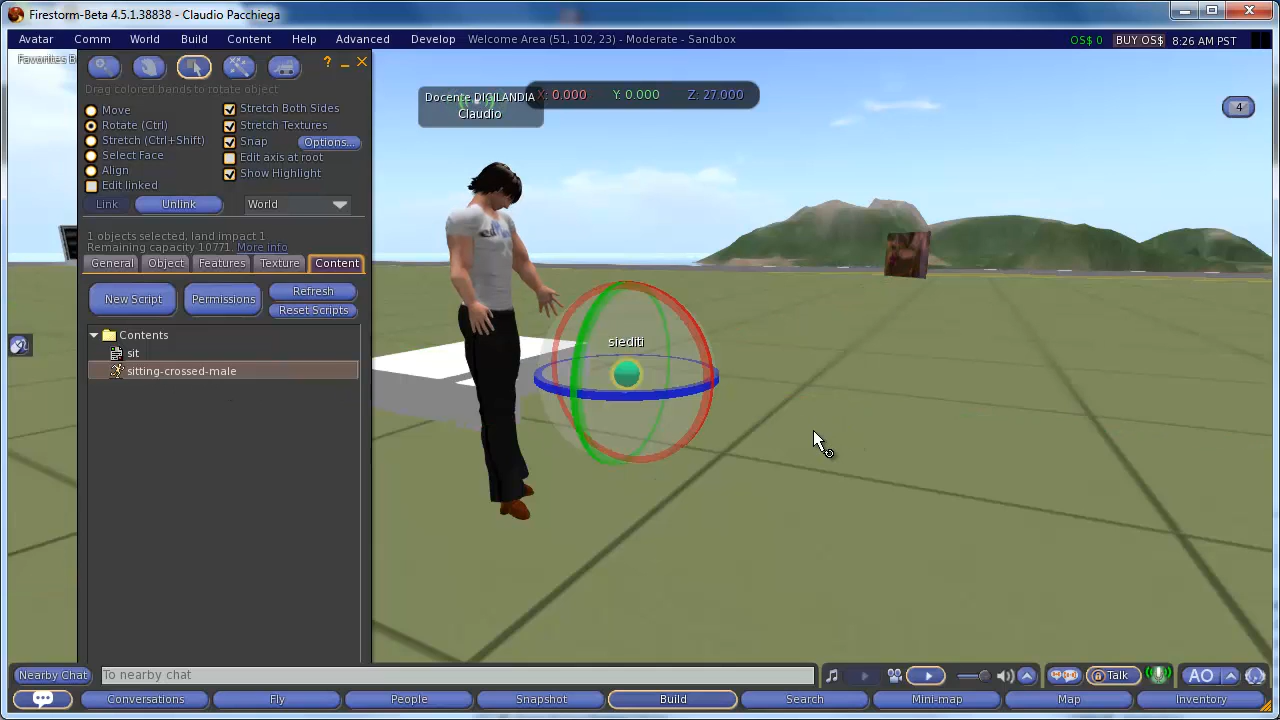 Firestorm-Beta 4.5.1.38838 - Claudio Pacchiega
Avatar Comm World Build Content Help Advanced Develop Welcome Area (51, 102, 23) - Moderate - Sandbox OS$ 0 BUY OS$ 8:26 AM PST
Favorites B
? _
Drag colored bands to rotate object
Move
Rotate (Ctrl)
Stretch (Ctrl+Shift)
Select Face
Align
Edit linked
Stretch Both Sides
Stretch Textures
Snap Options...
Edit axis at root
Show Highlight
Link Unlink World
1 objects selected, land impact 1
Remaining capacity 10771. More info
General Object Features Texture Content
New Script Permissions Refresh
Reset Scripts
Contents
sit
sitting-crossed-male
Docente DIGILANDIA
Claudio
X: 0.000 Y: 0.000 Z: 27.000
4
siediti
Nearby Chat To nearby chat Talk AO
Conversations Fly People Snapshot Build Search Mini-map Map Inventory